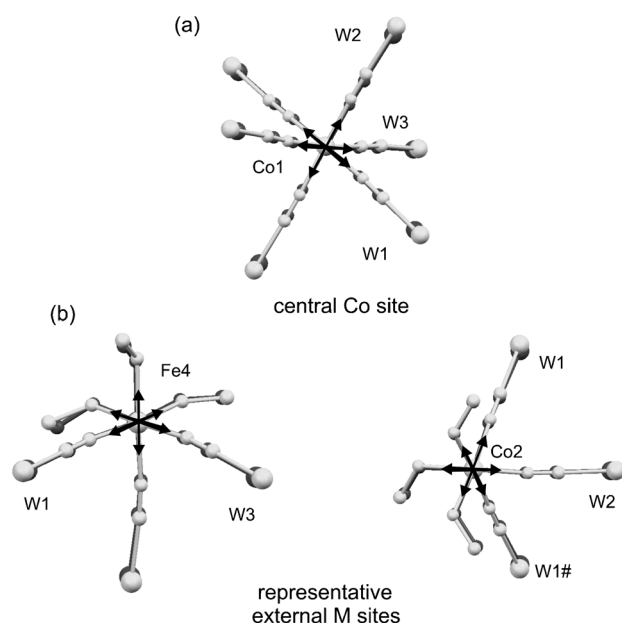 (a)
W2
W3
Co1
W1
central Co site
(b)
Fe4
W1
W3
W1
Co2
W2
W1#
representative
external M sites